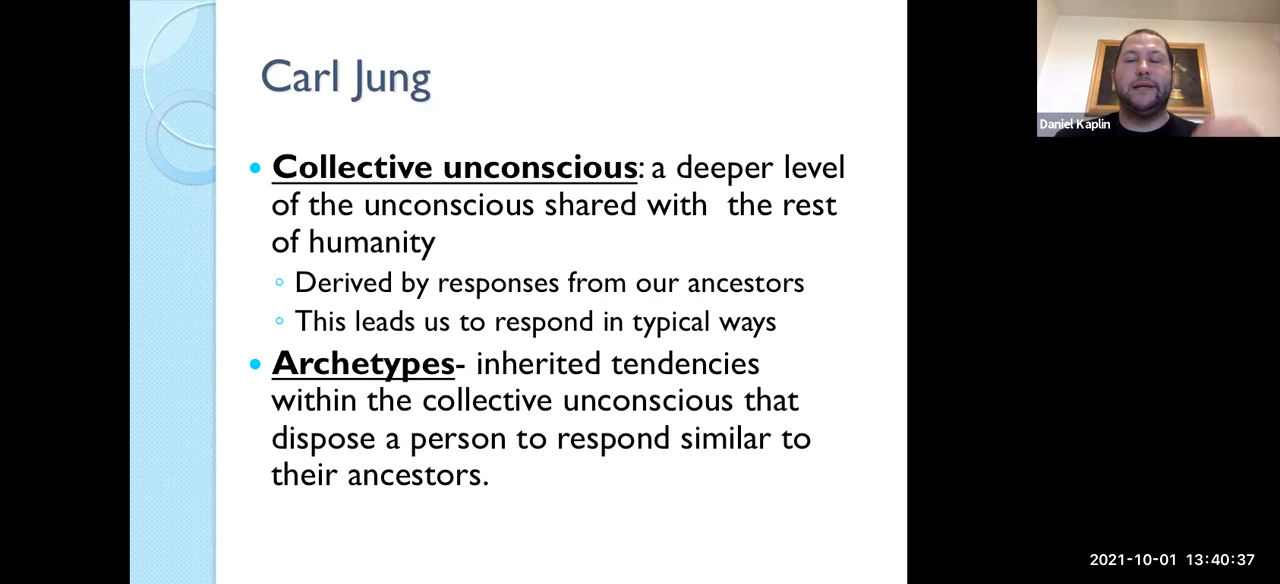 Carl Jung
Daniel Kaplin
• Collective unconscious: a deeper level
of the unconscious shared with the rest
of humanity
◦ Derived by responses from our ancestors
◦ This leads us to respond in typical ways
• Archetypes- inherited tendencies
within the collective unconscious that
dispose a person to respond similar to
their ancestors.
2021-10-01 13:40:37